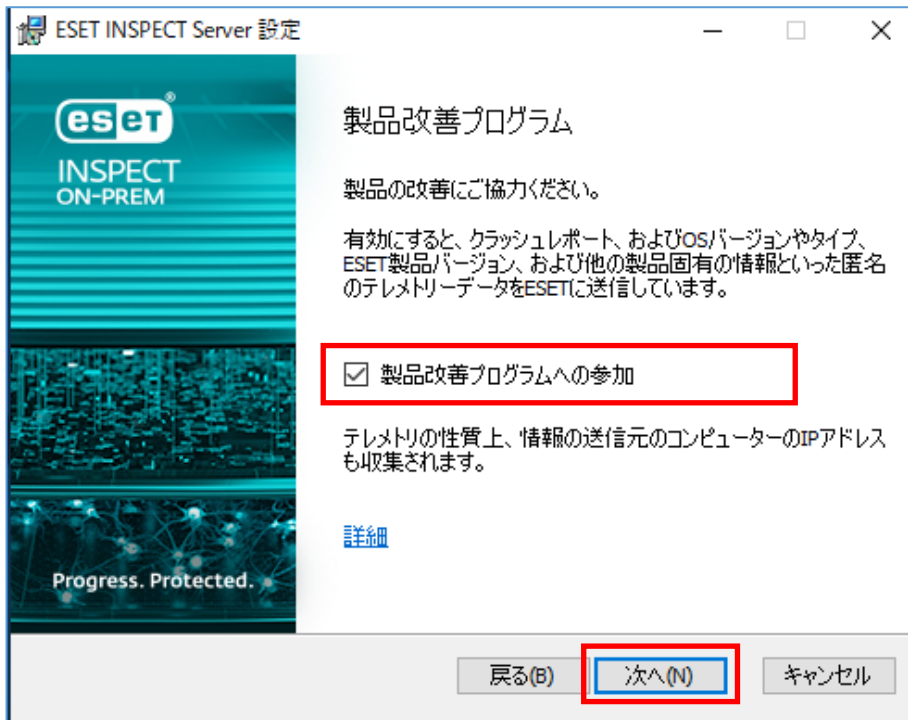 ESET INSPECT Server 設定
eseT
INSPECT
ON-PREM
Progress. Protected.
製品改善プログラム
製品の改善にご協力ください。
有効にすると、クラッシュレポート、およびOSバージョンやタイプ、
ESET製品バージョン、および他の製品固有の情報といった匿名
のテレメトリーデータをESETに送信しています。
製品改善プログラムへの参加
テレメトリの性質上、情報の送信元のコンピューターのIPアドレス
も収集されます。
詳細
戻る(B)
次へ(N)
キャンセル